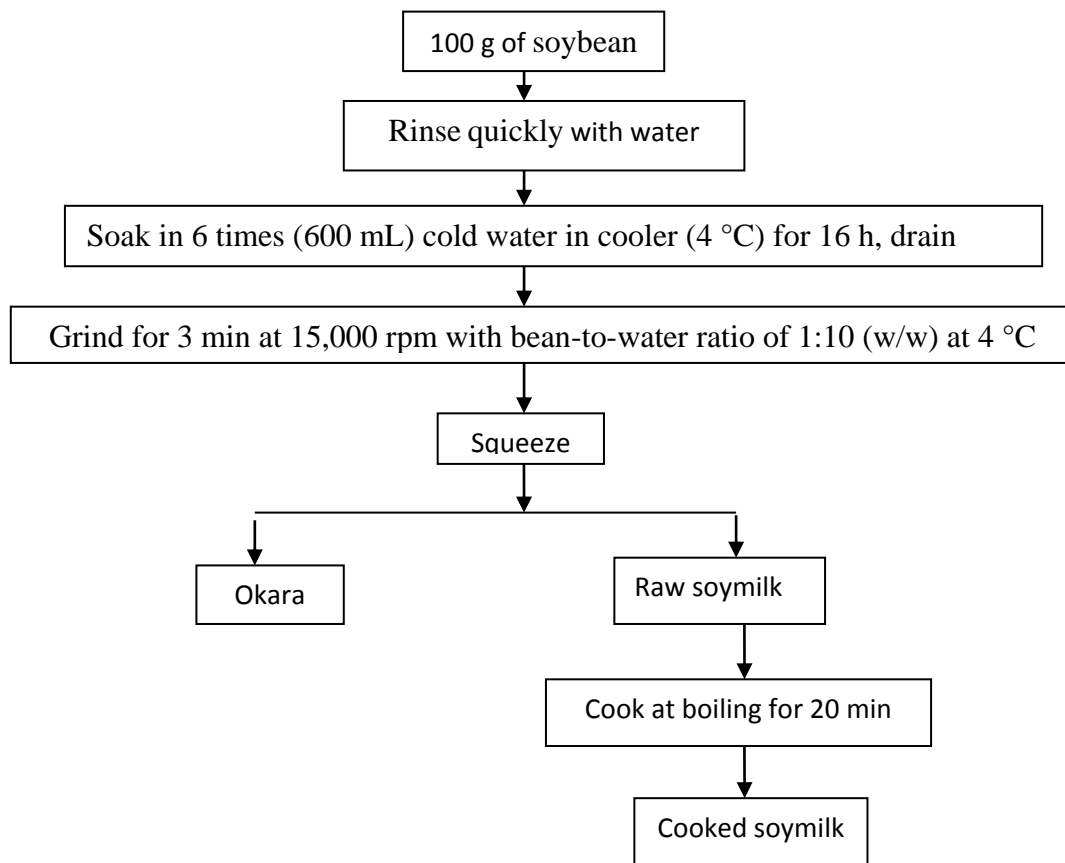 100 g of soybean
Rinse quickly with water
Soak in 6 times (600 mL) cold water in cooler (4 °C) for 16 h, drain
Grind for 3 min at 15,000 rpm with bean-to-water ratio of 1:10 (w/w) at 4 °C
Squeeze
Okara
Raw soymilk
Cook at boiling for 20 min
Cooked soymilk